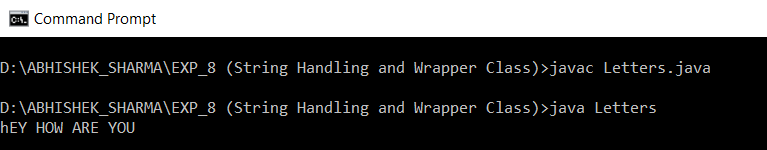 Command Prompt
D:\ABHISHEK_SHARMA\EXP_8 (String Handling and Wrapper Class)>javac Letters.java
D:\ABHISHEK_SHARMA\EXP_8 (String Handling and Wrapper Class)>java Letters
hEY HOW ARE YOU